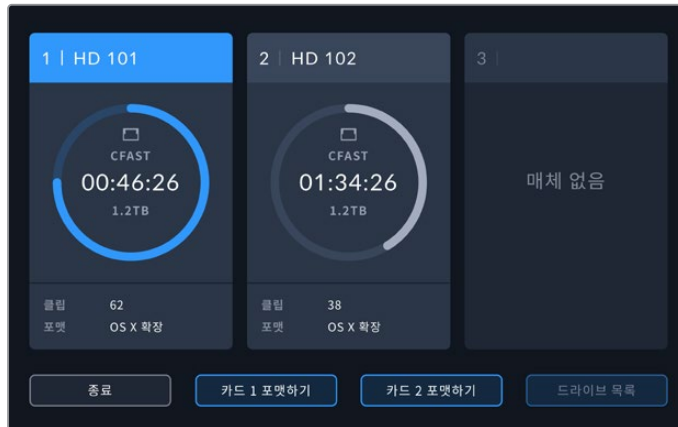 1 | HD 101
CFAST
00:46:26
1.2TB
클립 62
포맷 OS X 확장
2 | HD 102
CFAST
01:34:26
1.2TB
클립 38
포맷 OS X 확장
3 |
매체 없음
종료
카드 1 포맷하기
카드 2 포맷하기
드라이브 목록